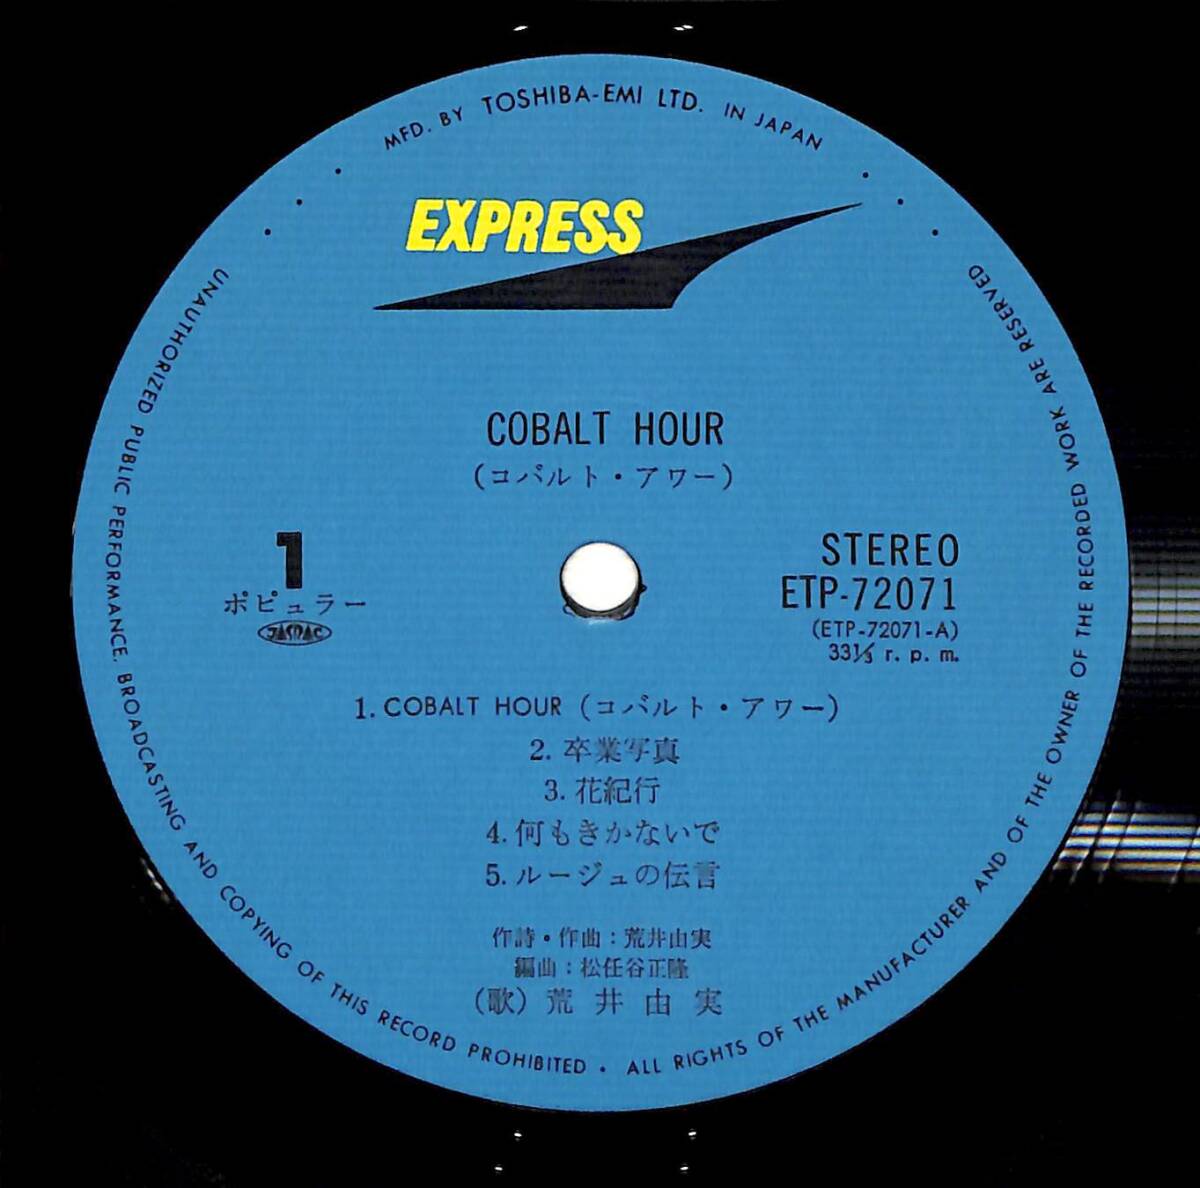 MFD. BY TOSHIBA-EMI LTD. IN JAPAN
EXPRESS
COBALT HOUR
(コバルト・アワー)
1
ポピュラー
JASRAC
STEREO
ETP-72071
(ETP-72071-A)
33⅓ r. p. m.
1. COBALT HOUR (コバルト・アワー)
2. 卒業写真
3. 花紀行
4. 何もきかないで
5. ルージュの伝言
作詩・作曲：荒井由実
編曲：松任谷正隆
(歌) 荒井由実
UNAUTHORIZED PUBLIC PERFORMANCE, BROADCASTING AND COPYING OF THIS RECORD PROHIBITED • ALL RIGHTS OF THE MANUFACTURER AND OF THE OWNER OF THE RECORDED WORK ARE RESERVED